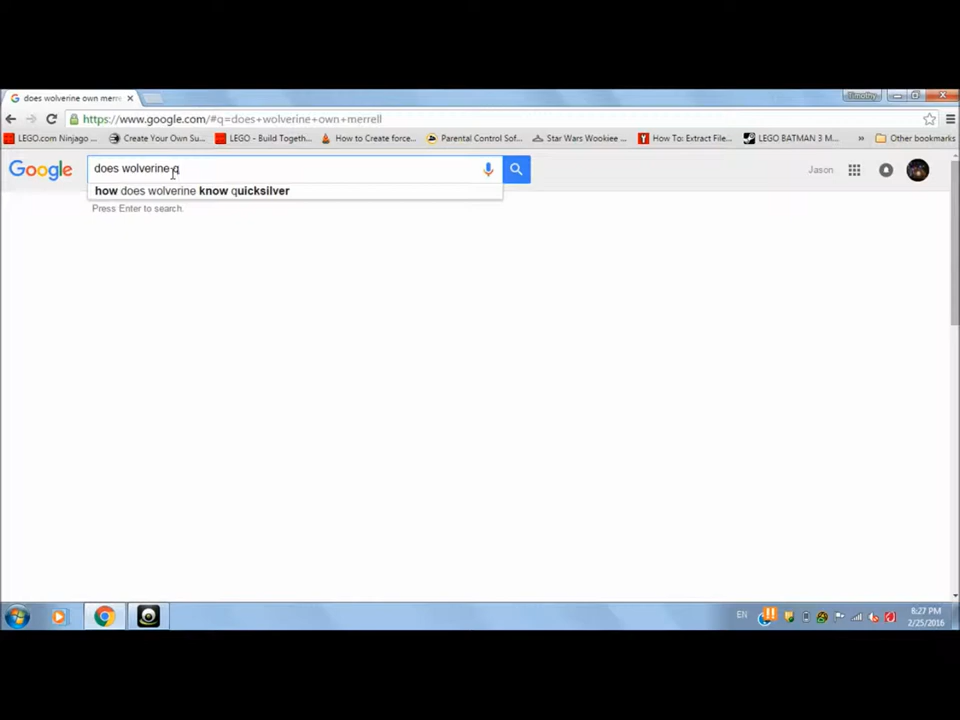 does wolverine own merre
Timothy
https://www.google.com/#q=does+wolverine+own+merrell
LEGO.com Ninjago ...
Create Your Own Su...
LEGO - Build Togeth...
How to Create force...
Parental Control Sof...
Star Wars Wookiee ...
How To: Extract File...
LEGO BATMAN 3 M...
» Other bookmarks
Google
does wolverine q
Jason
how does wolverine know quicksilver
Press Enter to search.
EN
8:27 PM
2/25/2016